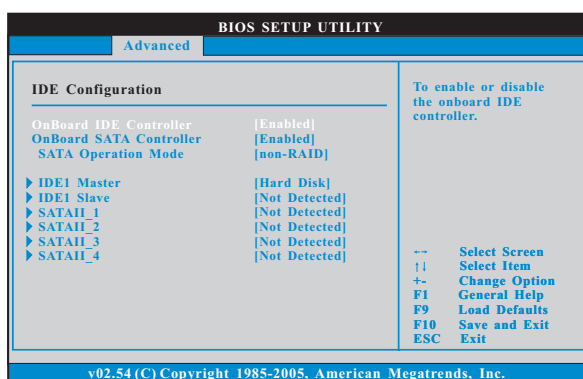 BIOS SETUP UTILITY
Advanced
IDE Configuration
OnBoard IDE Controller [Enabled]
OnBoard SATA Controller [Enabled]
SATA Operation Mode [non-RAID]
IDE1 Master [Hard Disk]
IDE1 Slave [Not Detected]
SATAII_1 [Not Detected]
SATAII_2 [Not Detected]
SATAII_3 [Not Detected]
SATAII_4 [Not Detected]
To enable or disable
the onboard IDE
controller.
↔ Select Screen
↑↓ Select Item
+- Change Option
F1 General Help
F9 Load Defaults
F10 Save and Exit
ESC Exit
v02.54 (C) Copyright 1985-2005, American Megatrends, Inc.